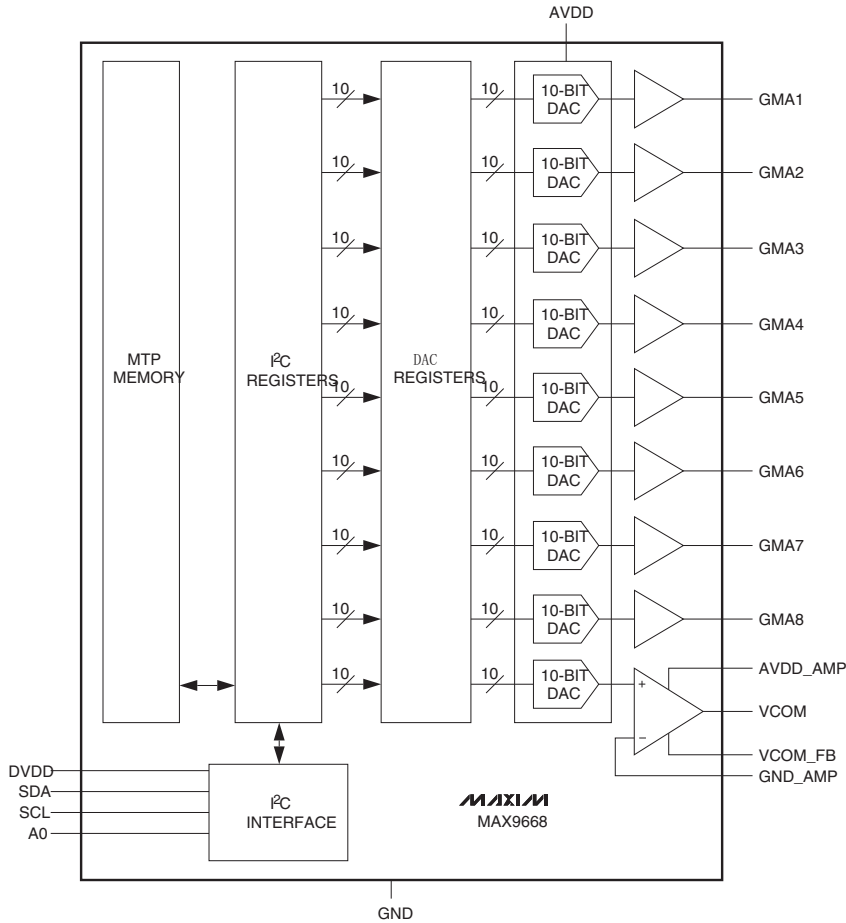 AVDD
10 10 10-BIT DAC GMA1
10 10 10-BIT DAC GMA2
10 10 10-BIT DAC GMA3
10 10 10-BIT DAC GMA4
MTP MEMORY
I²C REGISTERS
DAC REGISTERS
10 10 10-BIT DAC GMA5
10 10 10-BIT DAC GMA6
10 10 10-BIT DAC GMA7
10 10 10-BIT DAC GMA8
10 10 10-BIT DAC
+
−
AVDD_AMP
VCOM
VCOM_FB
GND_AMP
DVDD
SDA
SCL
A0
I²C
INTERFACE
MAXIM
MAX9668
GND